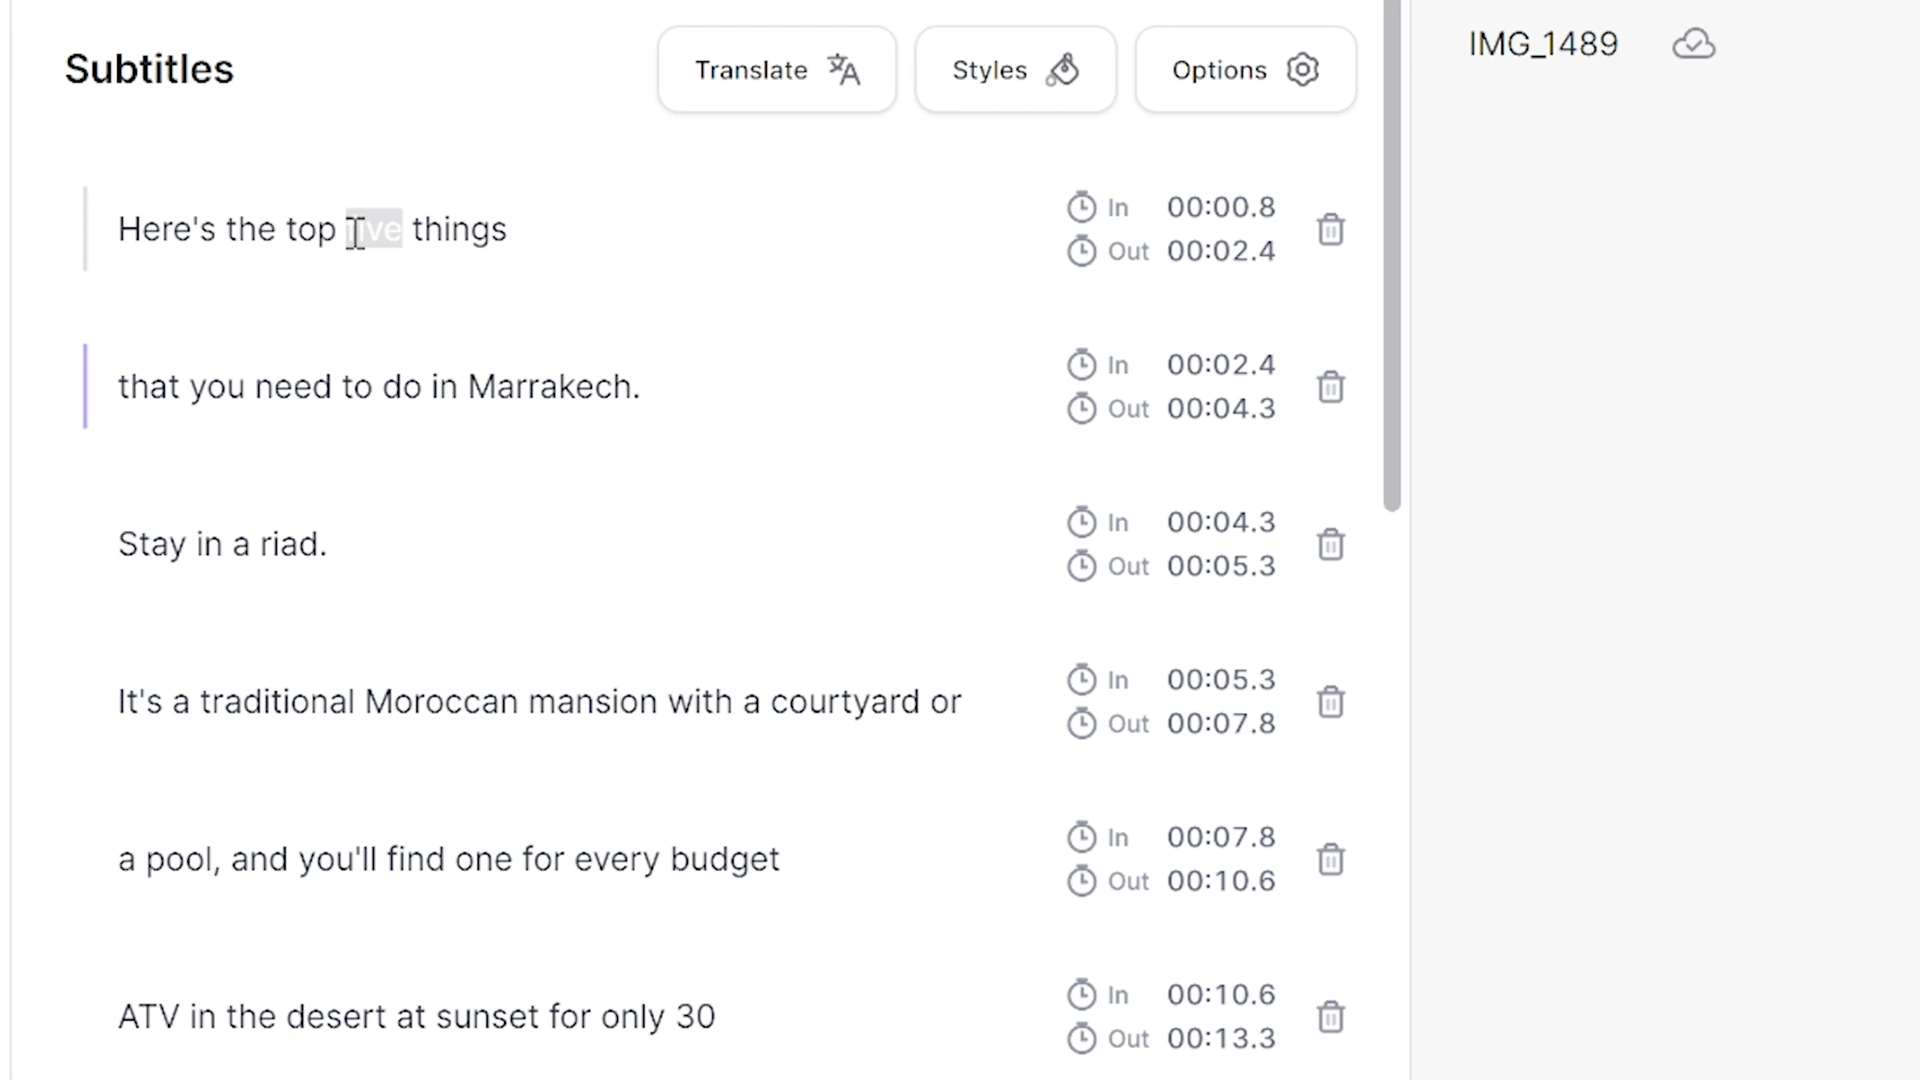 Subtitles
Translate
Styles
Options
IMG_1489
Here's the top five things
In 00:00.8
Out 00:02.4
that you need to do in Marrakech.
In 00:02.4
Out 00:04.3
Stay in a riad.
In 00:04.3
Out 00:05.3
It's a traditional Moroccan mansion with a courtyard or
In 00:05.3
Out 00:07.8
a pool, and you'll find one for every budget
In 00:07.8
Out 00:10.6
ATV in the desert at sunset for only 30
In 00:10.6
Out 00:13.3